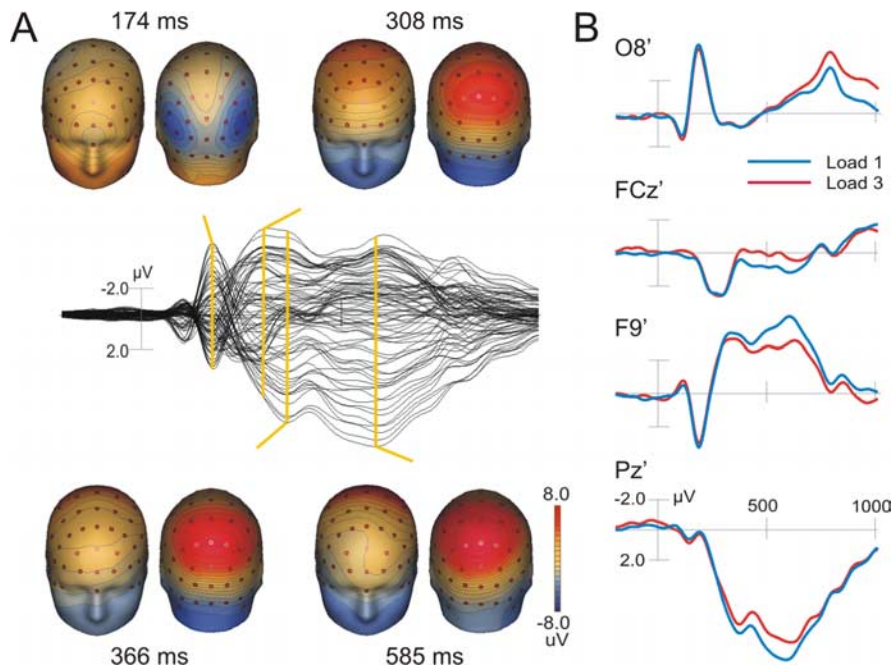 A
174 ms
308 ms
µV
-2.0
2.0
366 ms
585 ms
8.0
-8.0
uV
B
O8’
Load 1
Load 3
FCz’
F9’
Pz’
-2.0
µV
500
1000
2.0